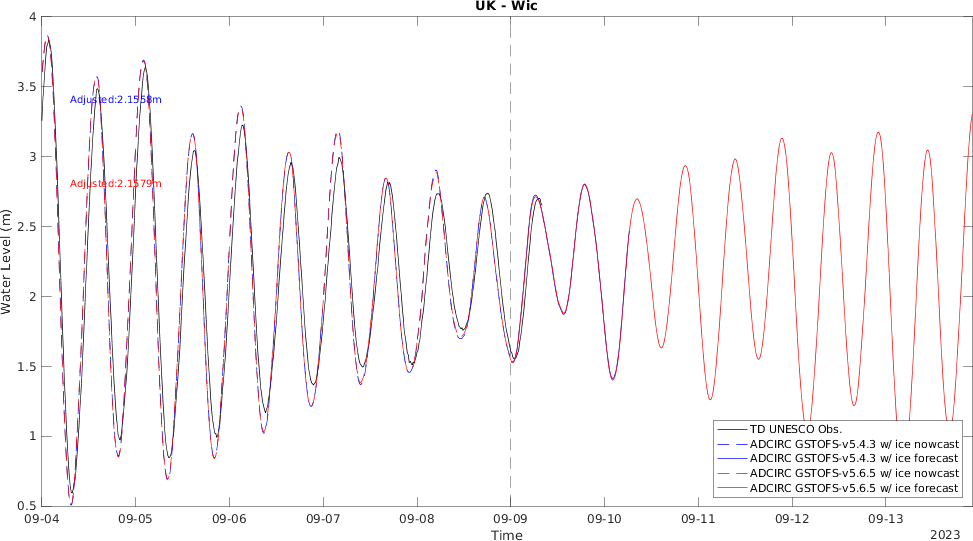 UK - Wic
4
3.5
3
2.5
2
1.5
1
0.5
Water Level (m)
Adjusted:2.1558m
Adjusted:2.1579m
TD UNESCO Obs.
ADCIRC GSTOFS-v5.4.3 w/ ice nowcast
ADCIRC GSTOFS-v5.4.3 w/ ice forecast
ADCIRC GSTOFS-v5.6.5 w/ ice nowcast
ADCIRC GSTOFS-v5.6.5 w/ ice forecast
09-04 09-05 09-06 09-07 09-08 09-09 09-10 09-11 09-12 09-13
Time
2023